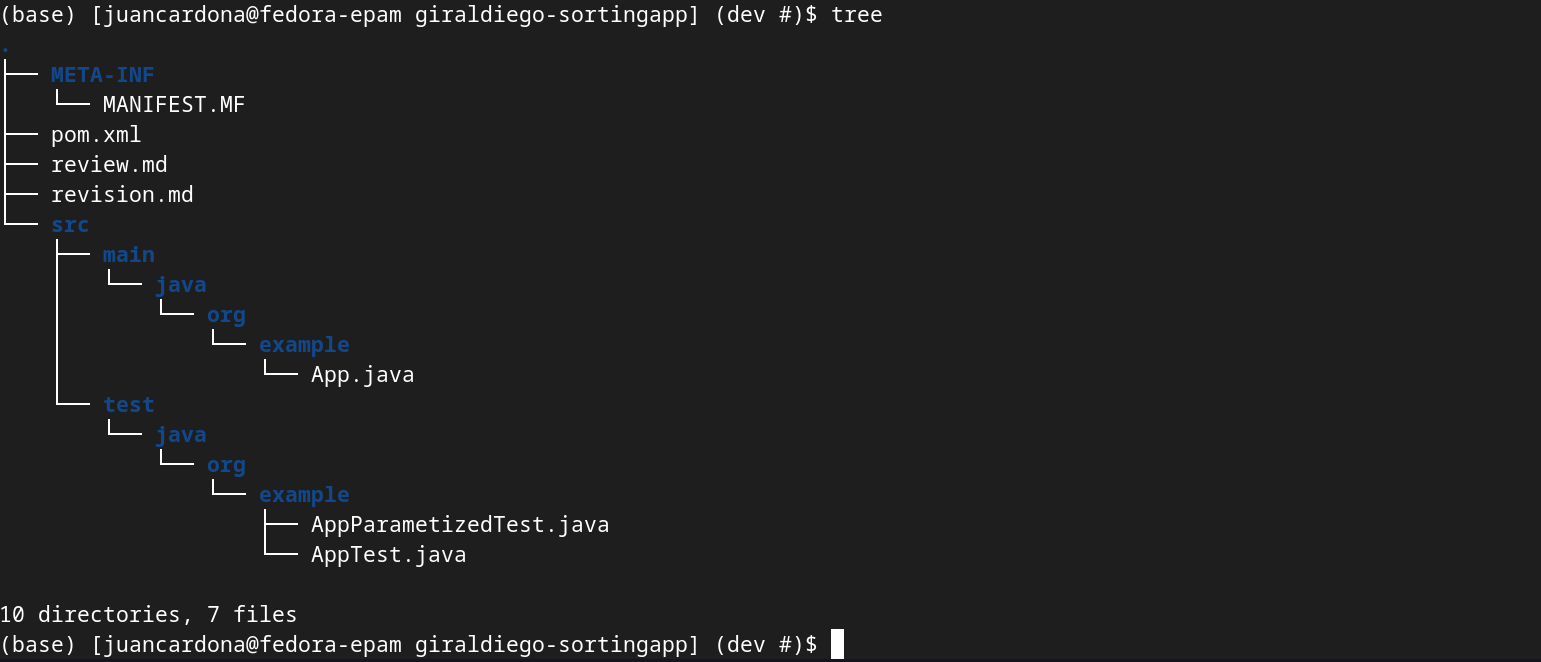 (base) [juancardona@fedora-epam giraldiego-sortingapp] (dev #)$ tree
.
├── META-INF
│   └── MANIFEST.MF
├── pom.xml
├── review.md
├── revision.md
└── src
    ├── main
    │   └── java
    │       └── org
    │           └── example
    │               └── App.java
    └── test
        └── java
            └── org
                └── example
                    ├── AppParametizedTest.java
                    └── AppTest.java

10 directories, 7 files
(base) [juancardona@fedora-epam giraldiego-sortingapp] (dev #)$